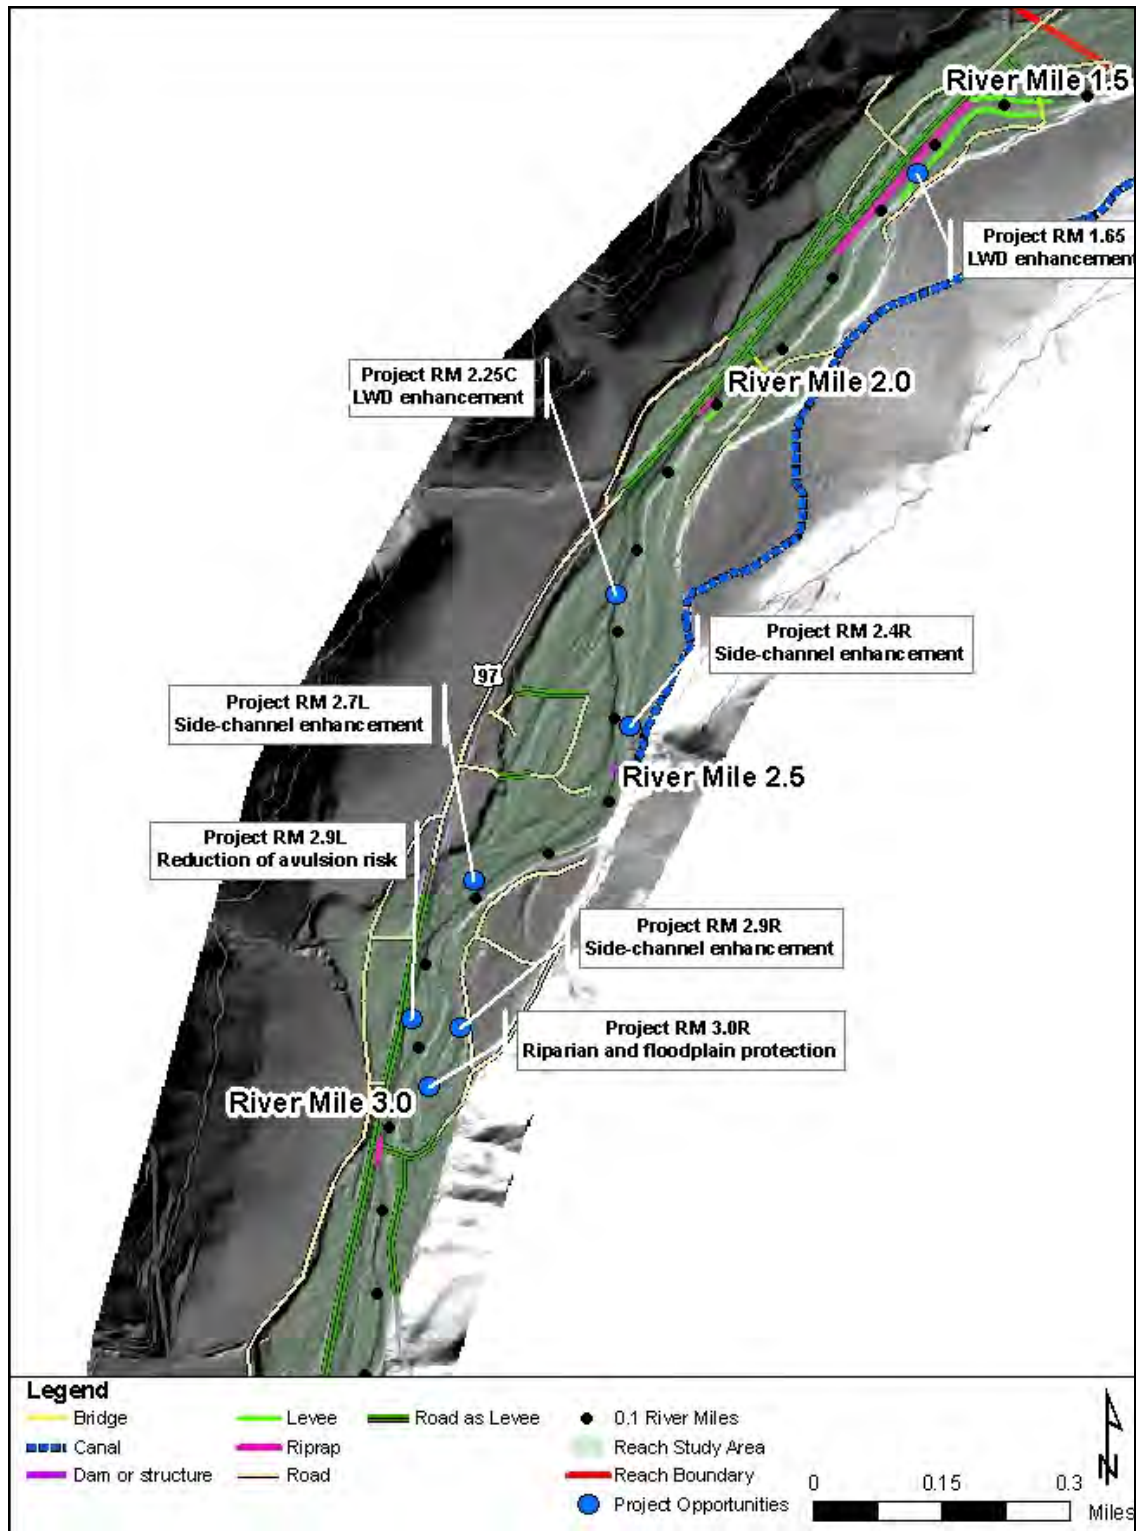 River Mile 1.5
Project RM 1.65
LWD enhancement
Project RM 2.25C
LWD enhancement
River Mile 2.0
Project RM 2.4R
Side-channel enhancement
97
Project RM 2.7L
Side-channel enhancement
River Mile 2.5
Project RM 2.9L
Reduction of avulsion risk
Project RM 2.9R
Side-channel enhancement
Project RM 3.0R
Riparian and floodplain protection
River Mile 3.0
Legend
Bridge
Canal
Dam or structure
Levee
Riprap
Road
Road as Levee
0.1 River Miles
Reach Study Area
Reach Boundary
Project Opportunities
N
0 0.15 0.3
Miles